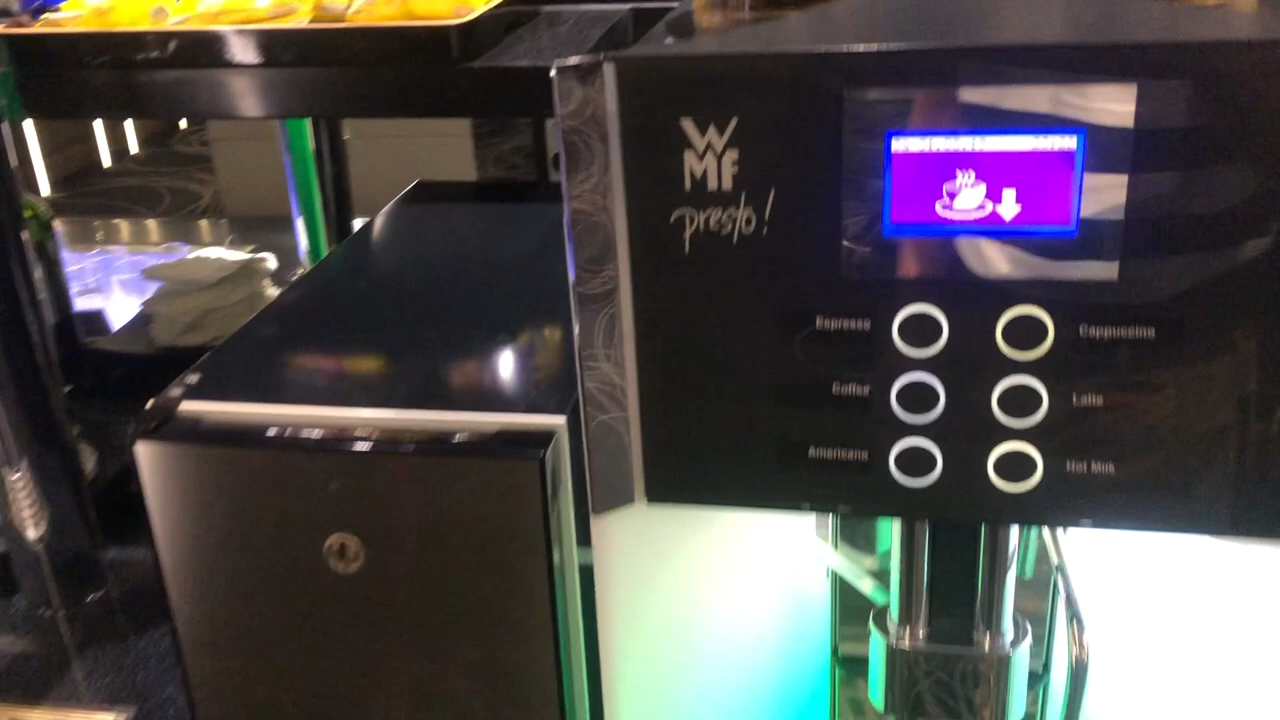 WMF
presto!
Espresso
Cappuccino
Coffee
Latte
Americano
Hot Milk